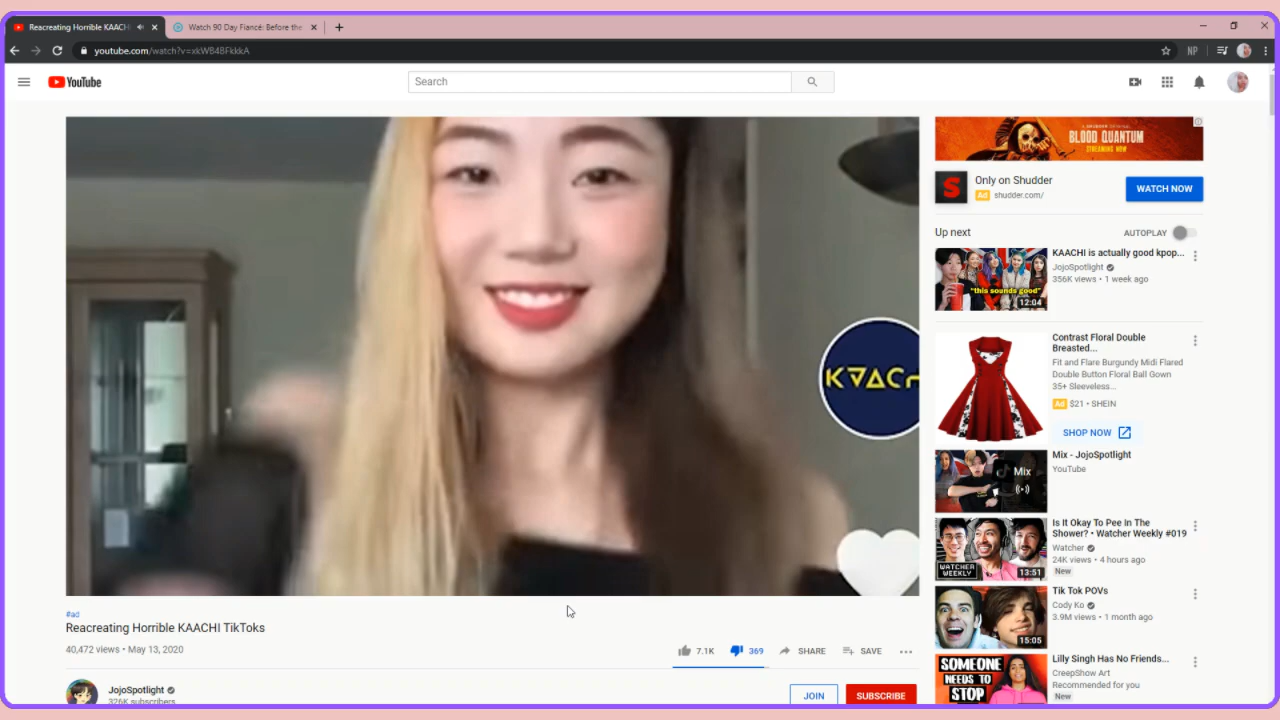 Reacreating Horrible KAACHI
Watch 90 Day Fiancé: Before the
youtube.com/watch?v=xkWB48FkkkA
NP
YouTube
Search
KVACH
#ad
Reacreating Horrible KAACHI TikToks
40,472 views • May 13, 2020
7.1K
369
SHARE
SAVE
JojoSpotlight
326K subscribers
JOIN
SUBSCRIBE
BLOOD QUANTUM
STREAMING NOW
S
Only on Shudder
Ad shudder.com/
WATCH NOW
Up next
AUTOPLAY
"this sounds good"
12:04
KAACHI is actually good kpop...
JojoSpotlight
356K views • 1 week ago
Contrast Floral Double
Breasted...
Fit and Flare Burgundy Midi Flared
Double Button Floral Ball Gown
35+ Sleeveless...
Ad $21 • SHEIN
SHOP NOW
Mix
Mix - JojoSpotlight
YouTube
WATCHER
WEEKLY
13:51
Is It Okay To Pee In The
Shower? • Watcher Weekly #019
Watcher
24K views • 4 hours ago
New
15:05
Tik Tok POVs
Cody Ko
3.9M views • 1 month ago
SOMEONE
NEEDS TO
STOP
Lilly Singh Has No Friends...
CreepShow Art
Recommended for you
New